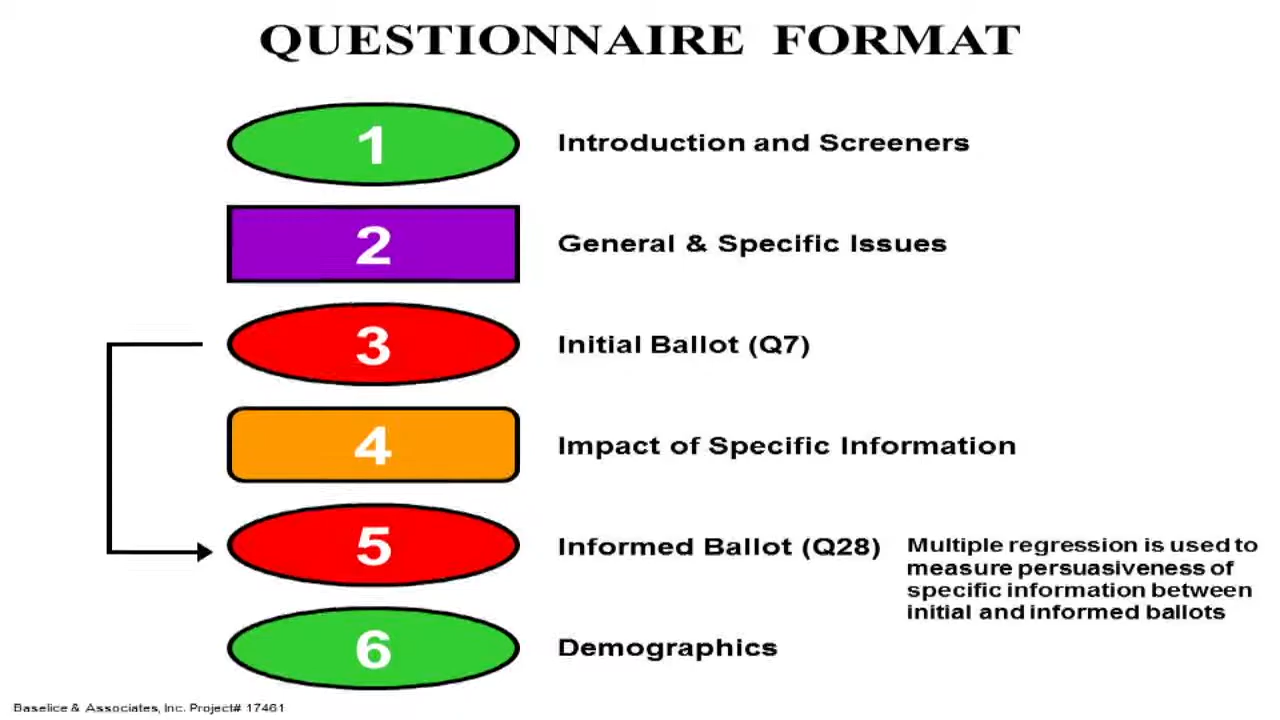 QUESTIONNAIRE FORMAT
1
Introduction and Screeners
2
General & Specific Issues
3
Initial Ballot (Q7)
4
Impact of Specific Information
5
Informed Ballot (Q28)
Multiple regression is used to
measure persuasiveness of
specific information between
initial and informed ballots
6
Demographics
Baselice & Associates, Inc. Project# 17461